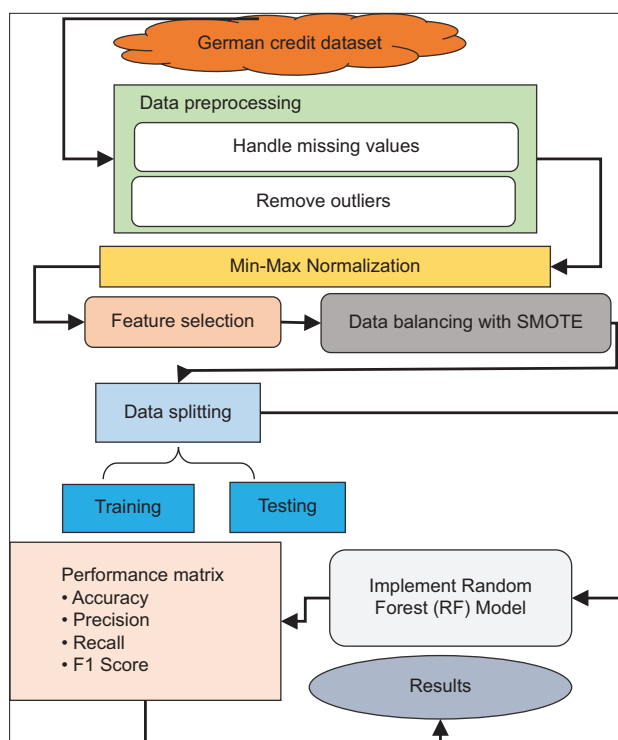 German credit dataset
Data preprocessing
Handle missing values
Remove outliers
Min-Max Normalization
Feature selection
Data balancing with SMOTE
Data splitting
Training
Testing
Performance matrix
• Accuracy
• Precision
• Recall
• F1 Score
Implement Random
Forest (RF) Model
Results